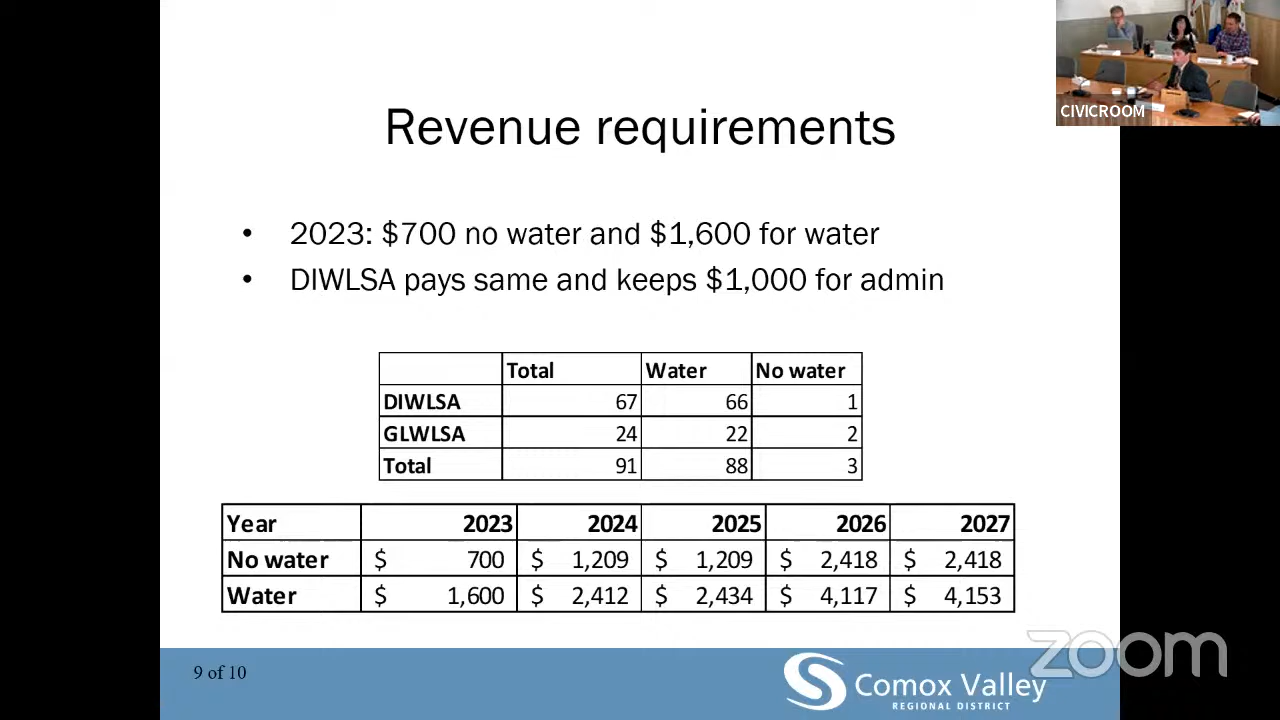 CIVICROOM
Revenue requirements
• 2023: $700 no water and $1,600 for water
• DIWLSA pays same and keeps $1,000 for admin
Total Water No water
DIWLSA 67 66 1
GLWLSA 24 22 2
Total 91 88 3
Year 2023 2024 2025 2026 2027
No water $ 700 $ 1,209 $ 1,209 $ 2,418 $ 2,418
Water $ 1,600 $ 2,412 $ 2,434 $ 4,117 $ 4,153
zoom
9 of 10
Comox Valley
REGIONAL DISTRICT